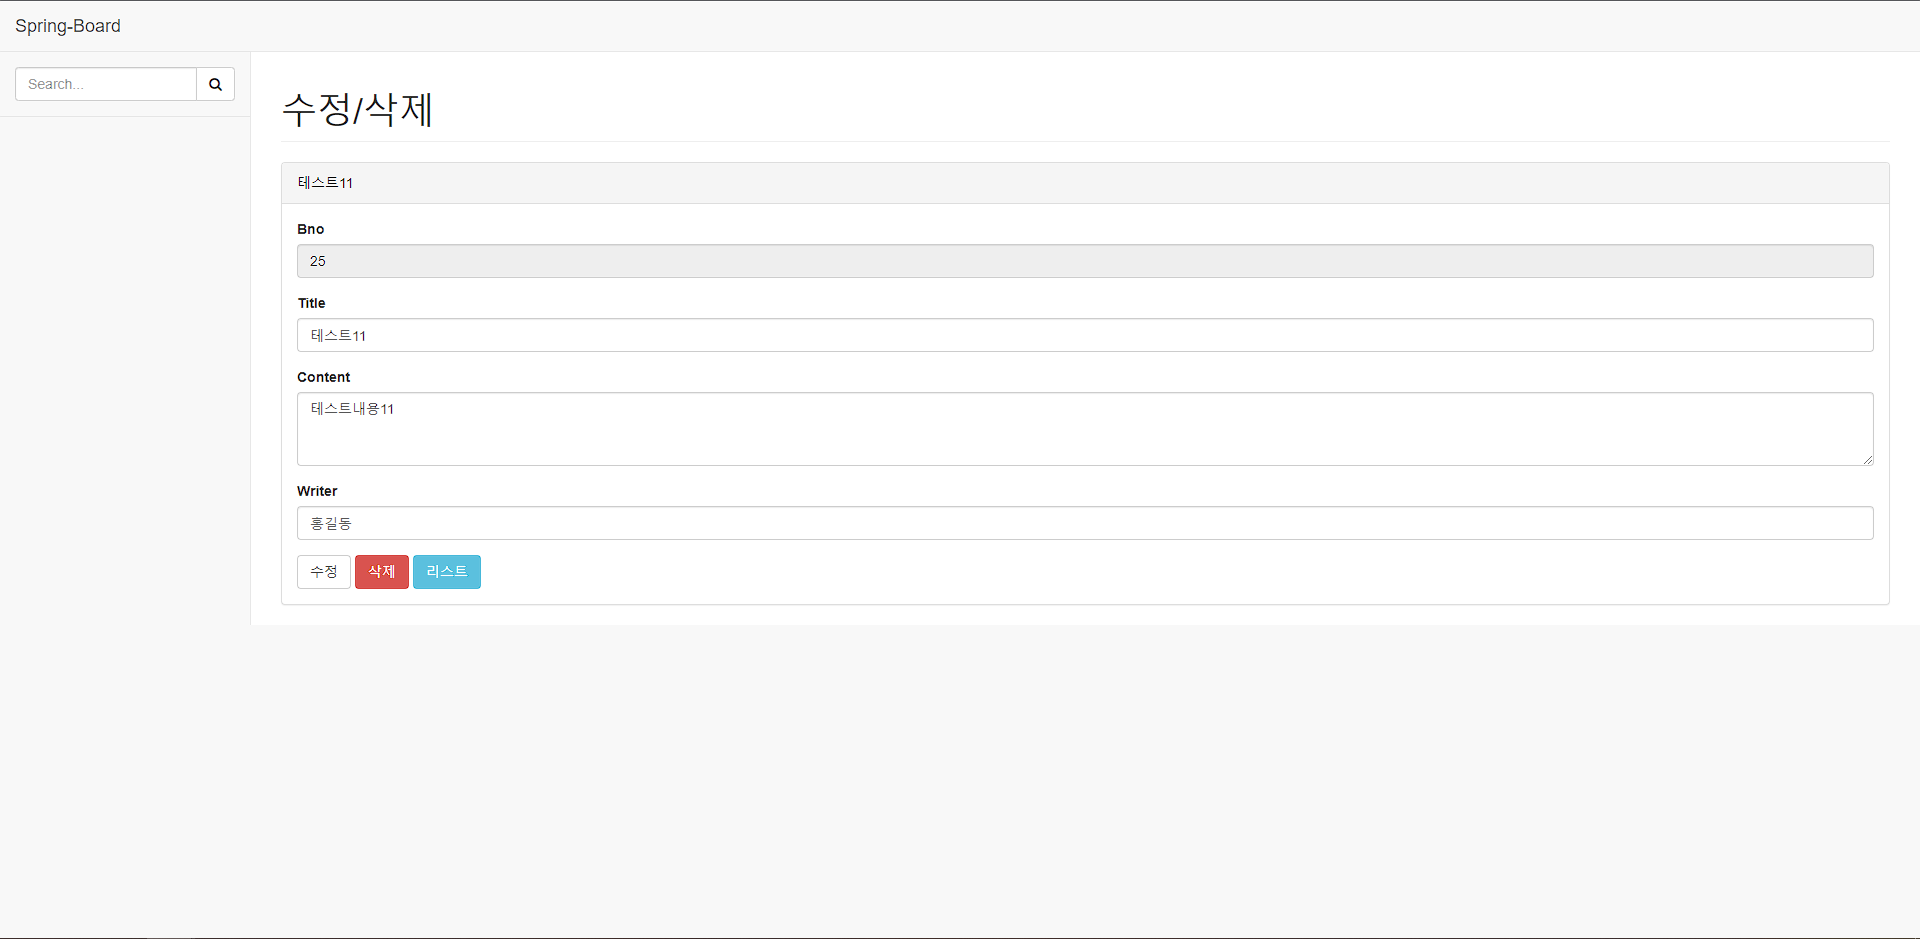 Spring-Board
Search...
수정/삭제
테스트11
Bno
25
Title
테스트11
Content
테스트내용11
Writer
홍길동
수정 삭제 리스트